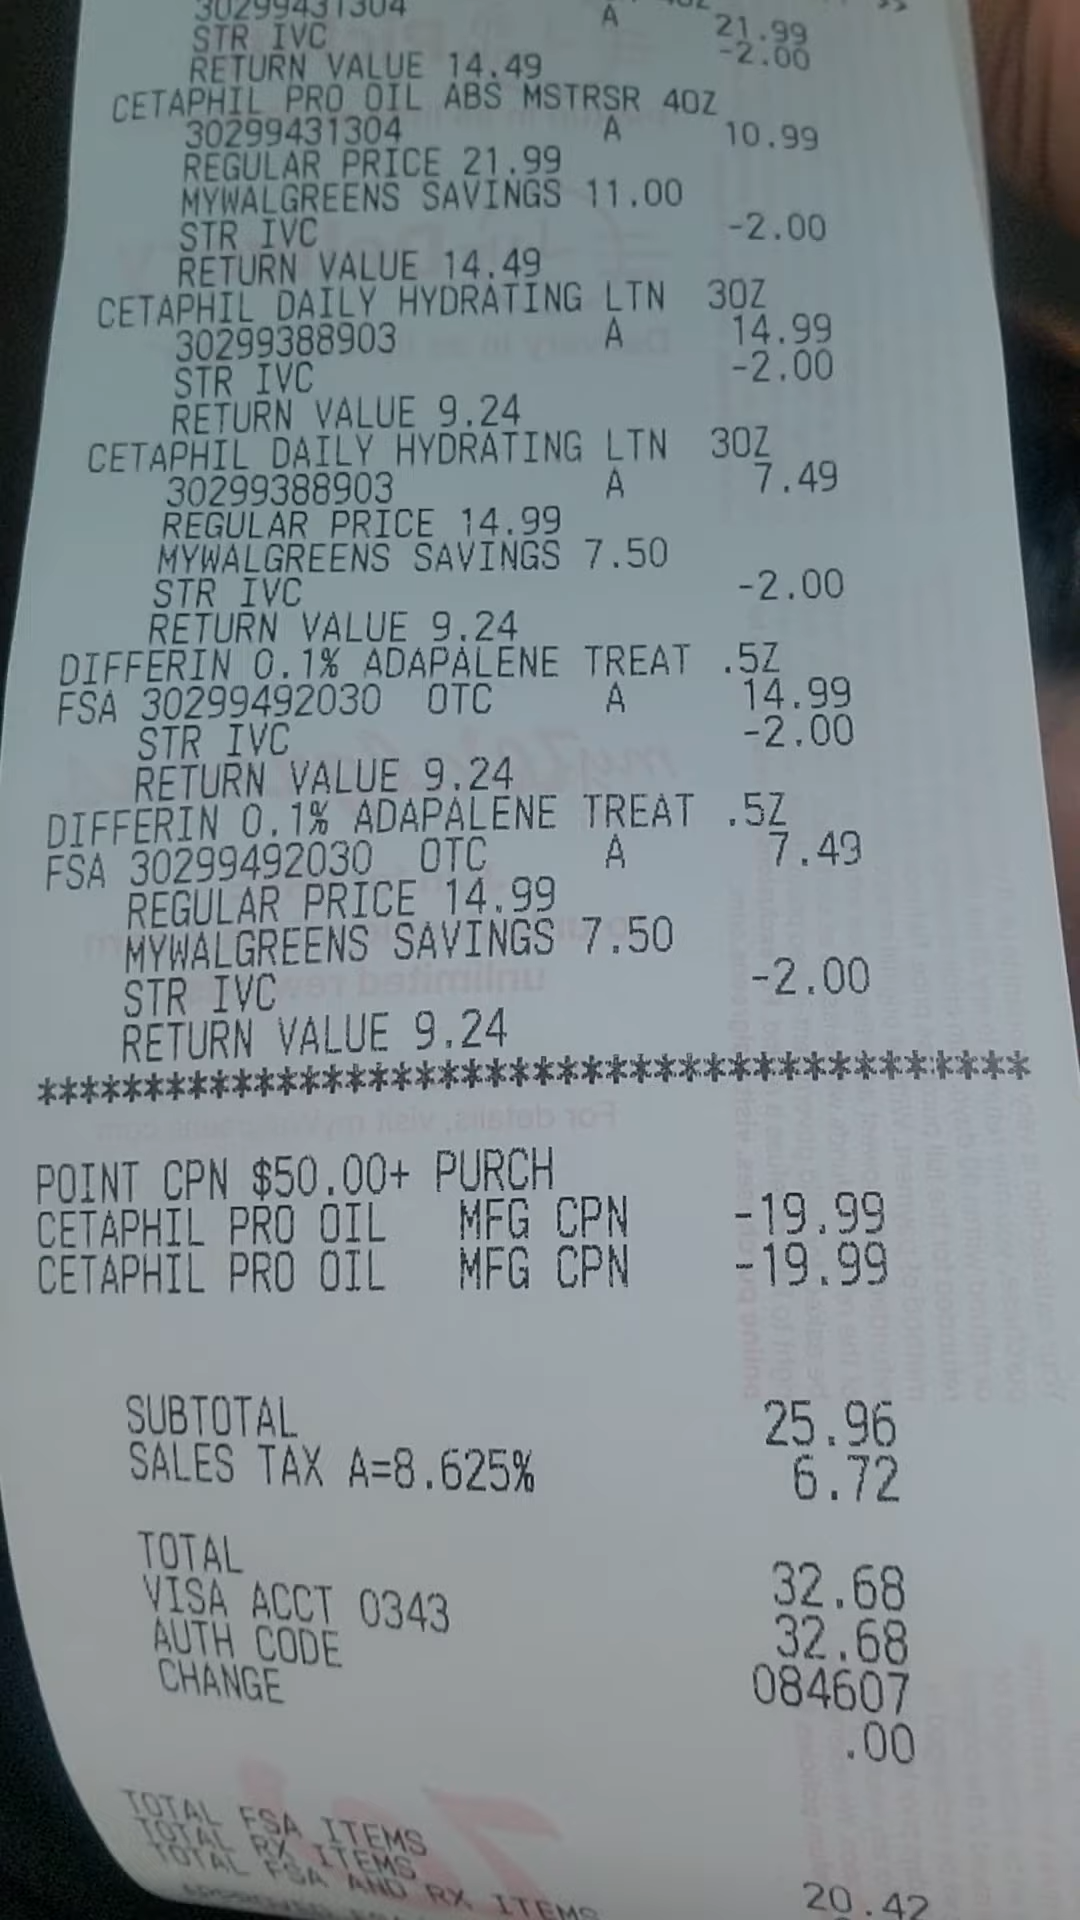 30299431304 A 21.99
STR IVC -2.00
RETURN VALUE 14.49
CETAPHIL PRO OIL ABS MSTRSR 4OZ
30299431304 A 10.99
REGULAR PRICE 21.99
MYWALGREENS SAVINGS 11.00
STR IVC -2.00
RETURN VALUE 14.49
CETAPHIL DAILY HYDRATING LTN 3OZ
30299388903 A 14.99
STR IVC -2.00
RETURN VALUE 9.24
CETAPHIL DAILY HYDRATING LTN 3OZ
30299388903 A 7.49
REGULAR PRICE 14.99
MYWALGREENS SAVINGS 7.50
STR IVC -2.00
RETURN VALUE 9.24
DIFFERIN 0.1% ADAPALENE TREAT .5Z
FSA 30299492030 OTC A 14.99
STR IVC -2.00
RETURN VALUE 9.24
DIFFERIN 0.1% ADAPALENE TREAT .5Z
FSA 30299492030 OTC A 7.49
REGULAR PRICE 14.99
MYWALGREENS SAVINGS 7.50
STR IVC -2.00
RETURN VALUE 9.24
*******************************************
POINT CPN $50.00+ PURCH
CETAPHIL PRO OIL MFG CPN -19.99
CETAPHIL PRO OIL MFG CPN -19.99
SUBTOTAL 25.96
SALES TAX A=8.625% 6.72
TOTAL 32.68
VISA ACCT 0343 32.68
AUTH CODE 084607
CHANGE .00
TOTAL FSA ITEMS 20.42
TOTAL RX ITEMS
TOTAL FSA AND RX ITEMS